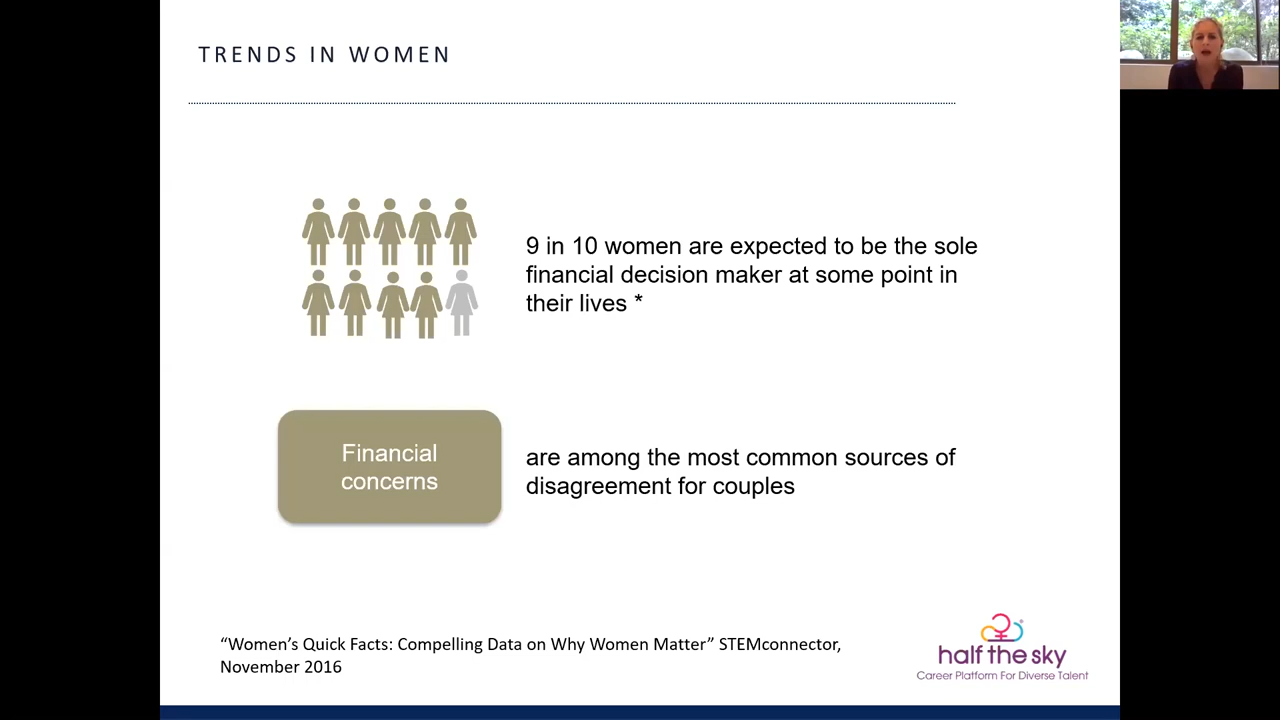 TRENDS IN WOMEN
9 in 10 women are expected to be the sole
financial decision maker at some point in
their lives *
Financial
concerns
are among the most common sources of
disagreement for couples
“Women’s Quick Facts: Compelling Data on Why Women Matter” STEMconnector,
November 2016
half the sky
Career Platform For Diverse Talent